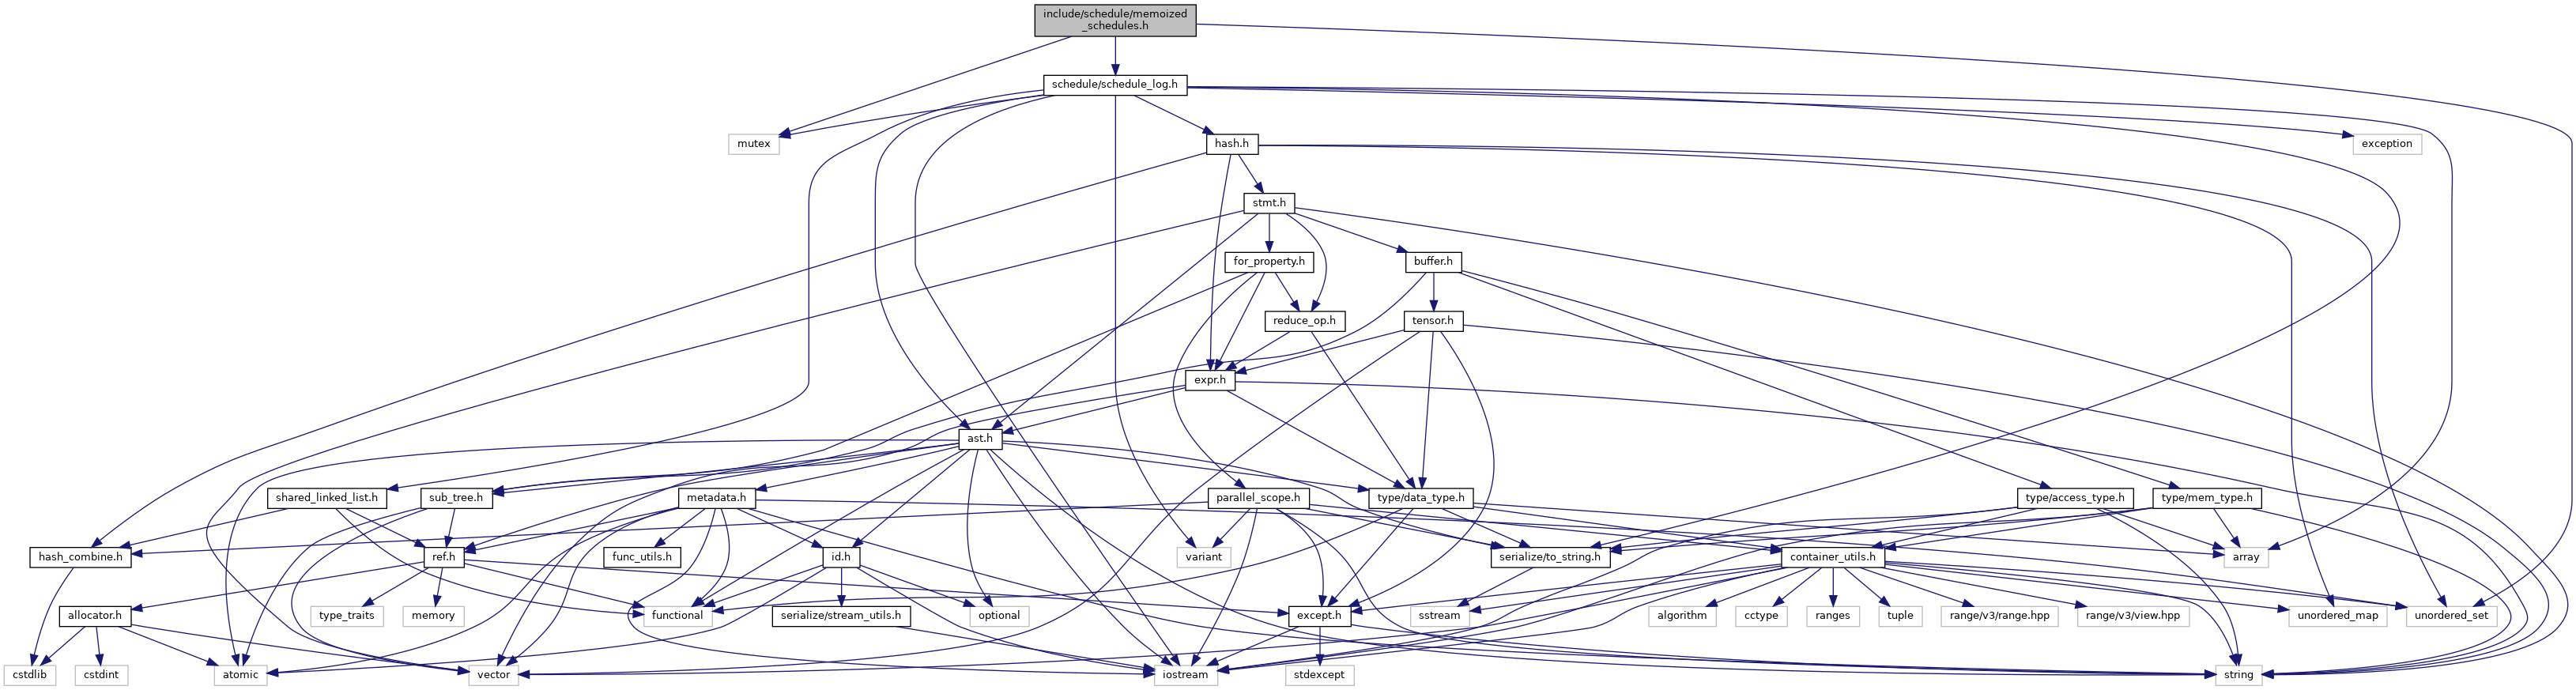 include/schedule/memoized
_schedules.h
schedule/schedule_log.h
mutex
hash.h
exception
stmt.h
for_property.h
buffer.h
reduce_op.h
tensor.h
expr.h
ast.h
shared_linked_list.h
sub_tree.h
metadata.h
parallel_scope.h
type/data_type.h
type/access_type.h
type/mem_type.h
hash_combine.h
ref.h
func_utils.h
id.h
variant
serialize/to_string.h
container_utils.h
array
allocator.h
type_traits
memory
functional
serialize/stream_utils.h
optional
except.h
sstream
algorithm
cctype
ranges
tuple
range/v3/range.hpp
range/v3/view.hpp
unordered_map
unordered_set
cstdlib
cstdint
atomic
vector
iostream
stdexcept
string